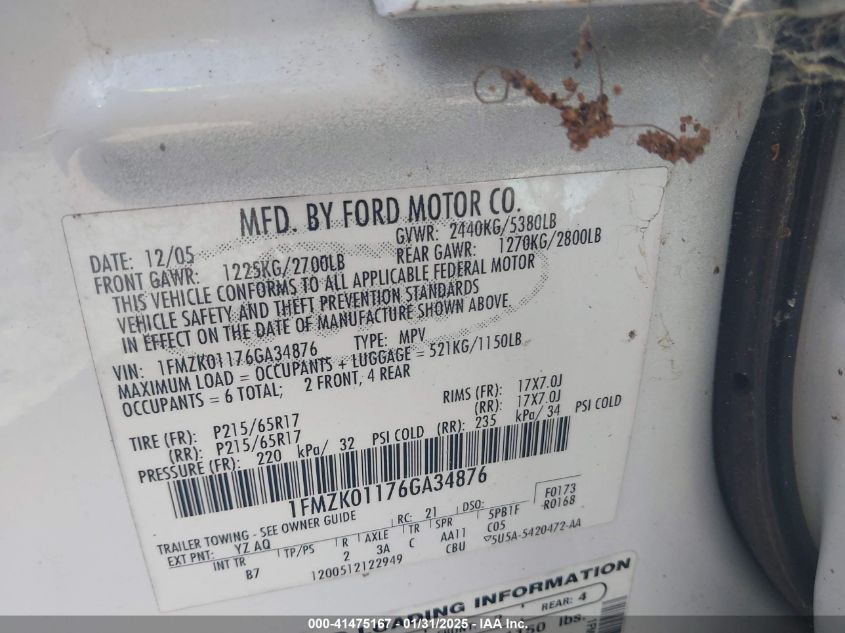 MFD. BY FORD MOTOR CO.
DATE: 12/05 GVWR: 2440KG/5380LB
FRONT GAWR: 1225KG/2700LB REAR GAWR: 1270KG/2800LB
THIS VEHICLE CONFORMS TO ALL APPLICABLE FEDERAL MOTOR
VEHICLE SAFETY AND THEFT PREVENTION STANDARDS
IN EFFECT ON THE DATE OF MANUFACTURE SHOWN ABOVE.
VIN: 1FMZK01176GA34876 TYPE: MPV
MAXIMUM LOAD = OCCUPANTS + LUGGAGE = 521KG/1150LB
OCCUPANTS = 6 TOTAL; 2 FRONT, 4 REAR
TIRE (FR): P215/65R17 RIMS (FR): 17X7.0J
(RR): P215/65R17 (RR): 17X7.0J
PRESSURE (FR): 220 kPa/ 32 PSI COLD (RR): 235 kPa/ 34 PSI COLD
1FMZK01176GA34876
TRAILER TOWING - SEE OWNER GUIDE RC: 21 DSO: F0173
EXT PNT: YZ AQ R0168
INT TR TP/PS R AXLE TR SPR 5PB1F
B7 2 3A C AA11 C05
1200512122949 CBU ▽5U5A-5420472-AA
LOADING INFORMATION
REAR: 4
1150 lbs.
000-41475167 - 01/31/2025 - IAA Inc.